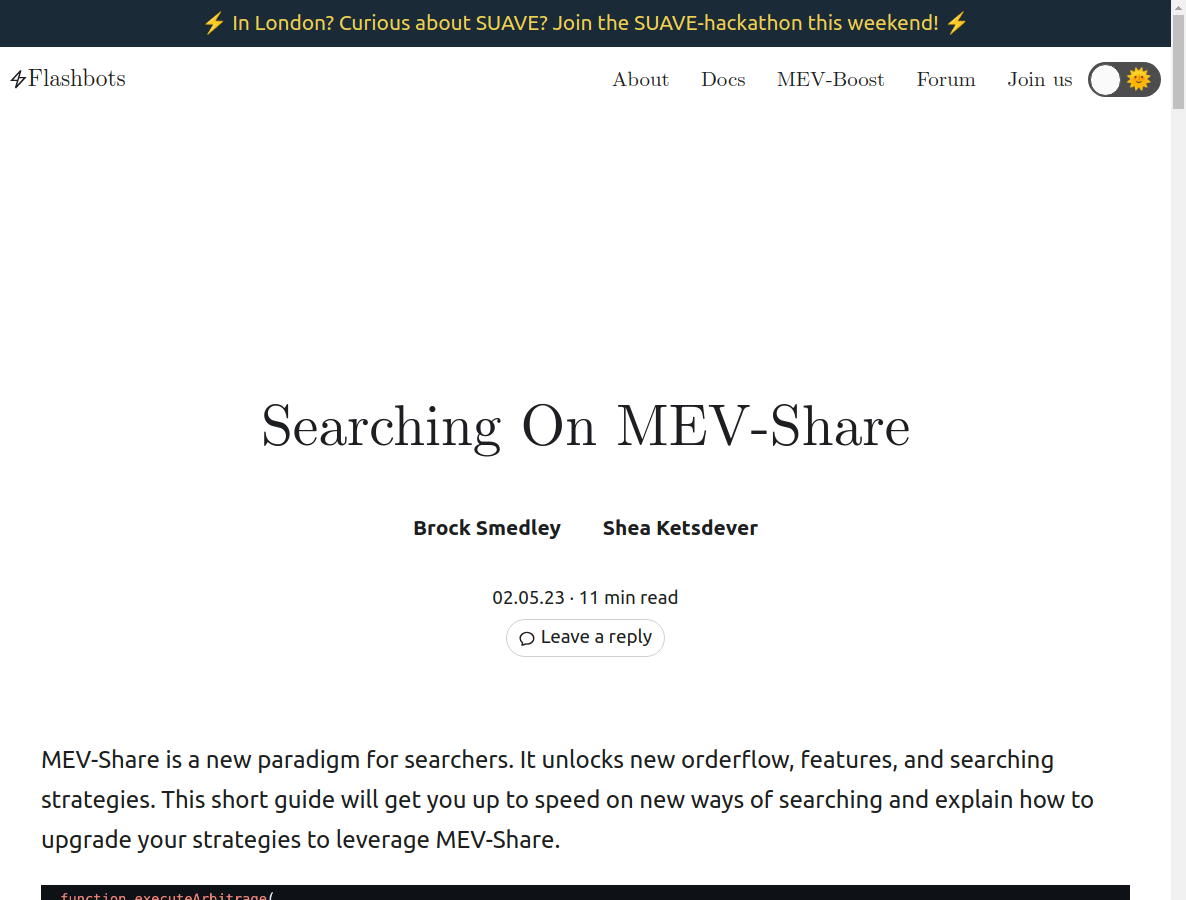 ⚡ In London? Curious about SUAVE? Join the SUAVE-hackathon this weekend! ⚡
Flashbots About Docs MEV-Boost Forum Join us
Searching On MEV-Share
Brock Smedley Shea Ketsdever
02.05.23 · 11 min read
Leave a reply
MEV-Share is a new paradigm for searchers. It unlocks new orderflow, features, and searching
strategies. This short guide will get you up to speed on new ways of searching and explain how to
upgrade your strategies to leverage MEV-Share.
function executeArbitrage(